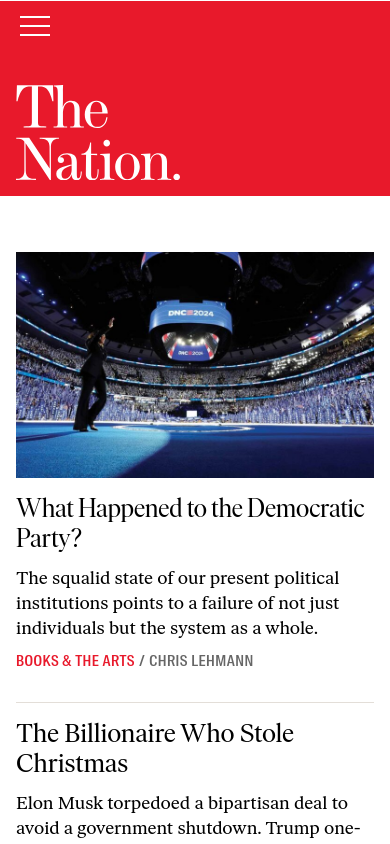 The
Nation.
DNC 2024
DNC 2024
What Happened to the Democratic
Party?
The squalid state of our present political
institutions points to a failure of not just
individuals but the system as a whole.
BOOKS & THE ARTS / CHRIS LEHMANN
The Billionaire Who Stole
Christmas
Elon Musk torpedoed a bipartisan deal to
avoid a government shutdown. Trump one-